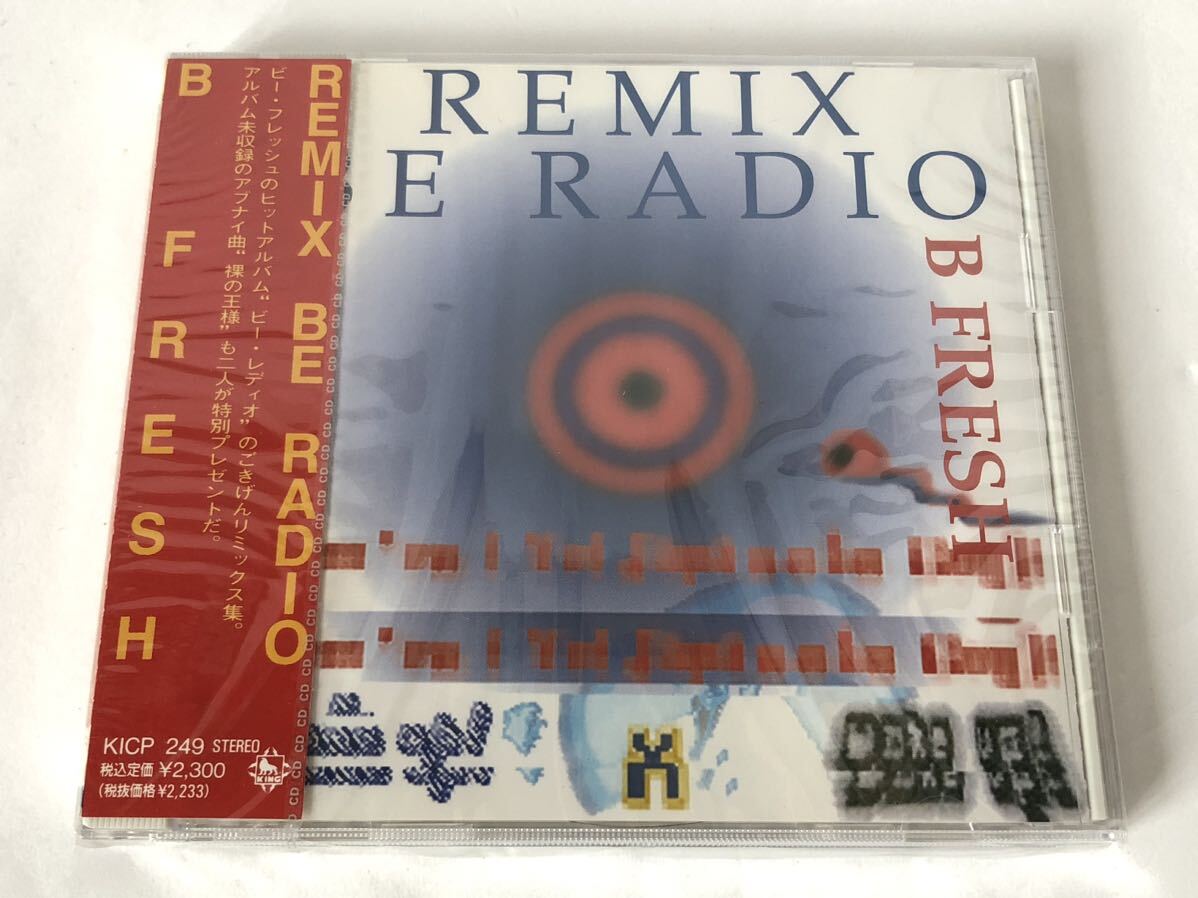 REMIX BE RADIO
ビー・フレッシュのヒットアルバム“ビー・レディオ”のごきげんリミックス集。
アルバム未収録のアブナイ曲“裸の王様”も二人が特別プレゼントだ。
B FRESH
KICP 249 STEREO
税込定価 ¥2,300
(税抜価格¥2,233)
KING
REMIX
E RADIO
B FRESH